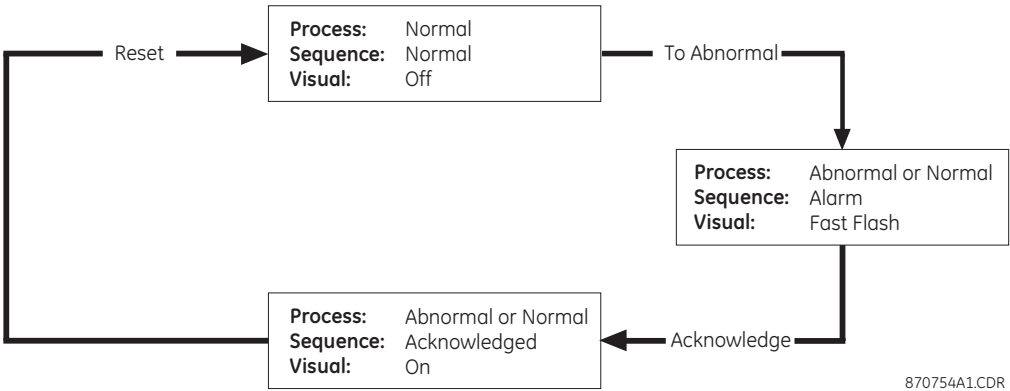 Reset
Process: Normal
Sequence: Normal
Visual: Off
To Abnormal
Process: Abnormal or Normal
Sequence: Alarm
Visual: Fast Flash
Process: Abnormal or Normal
Sequence: Acknowledged
Visual: On
Acknowledge
870754A1.CDR